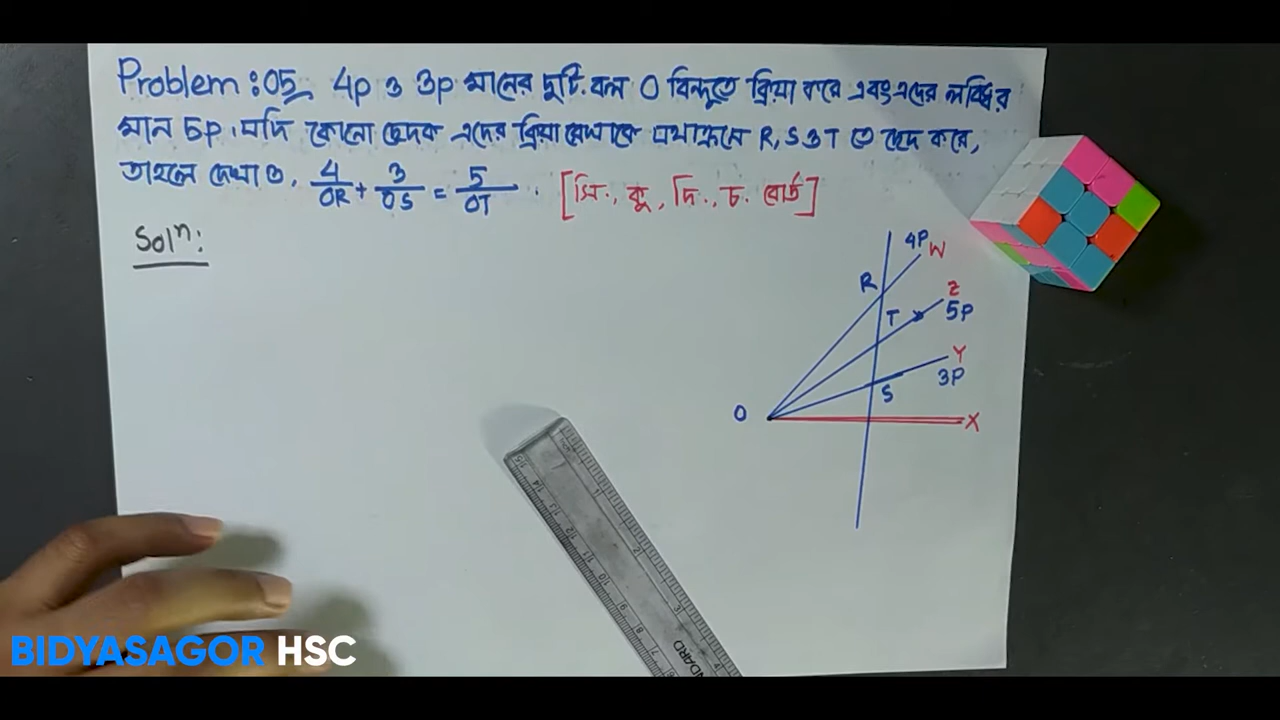 Problem : 05, 4P ও 3P মানের দুটি বল O বিন্দুতে ক্রিয়া করে এবং এদের লব্ধির
মান 5P। যদি কোনো ছেদক এদের ক্রিয়ারেখাকে যথাক্রমে R, S ও T তে ছেদ করে,
তাহলে দেখাও, 4/OR + 3/OS = 5/OT . [সি., কু, দি., চ. বোর্ড]
Solⁿ:
4P W
R
Z
T 5P
Y
3P
S
O
X
STANDARD
BIDYASAGOR HSC